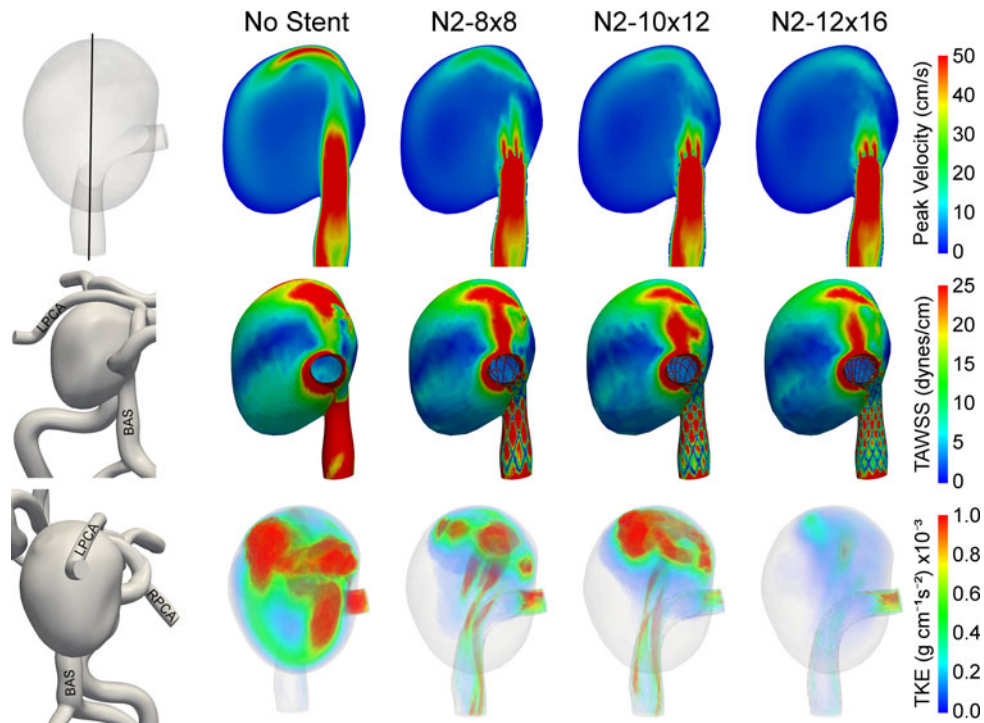 No Stent N2-8x8 N2-10x12 N2-12x16
50
40
30
20
10
0
Peak Velocity (cm/s)
LPCA
BAS
25
20
15
10
5
0
TAWSS (dynes/cm)
LPCA
RPCA
BAS
1.0
0.8
0.6
0.4
0.2
0.0
TKE (g cm⁻¹s⁻²) x10⁻³